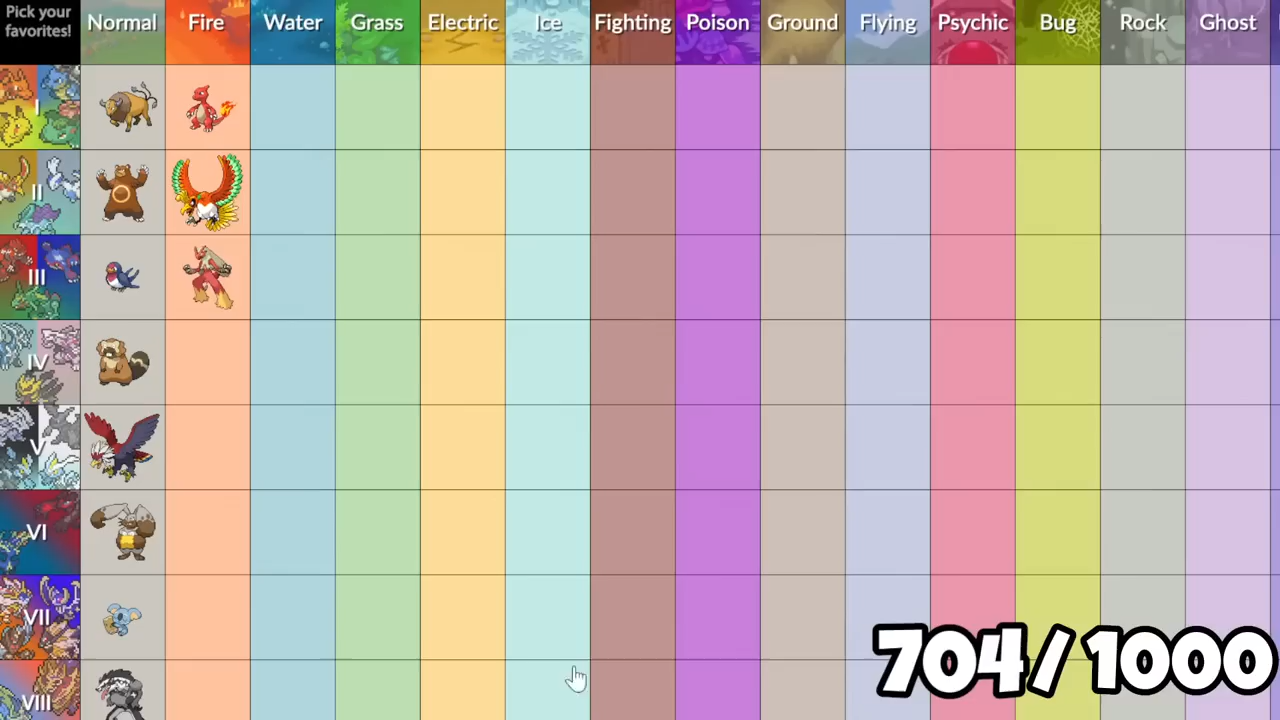 Pick your
favorites!
Normal Fire Water Grass Electric Ice Fighting Poison Ground Flying Psychic Bug Rock Ghost
I
II
III
IV
V
VI
VII
VIII
704/1000